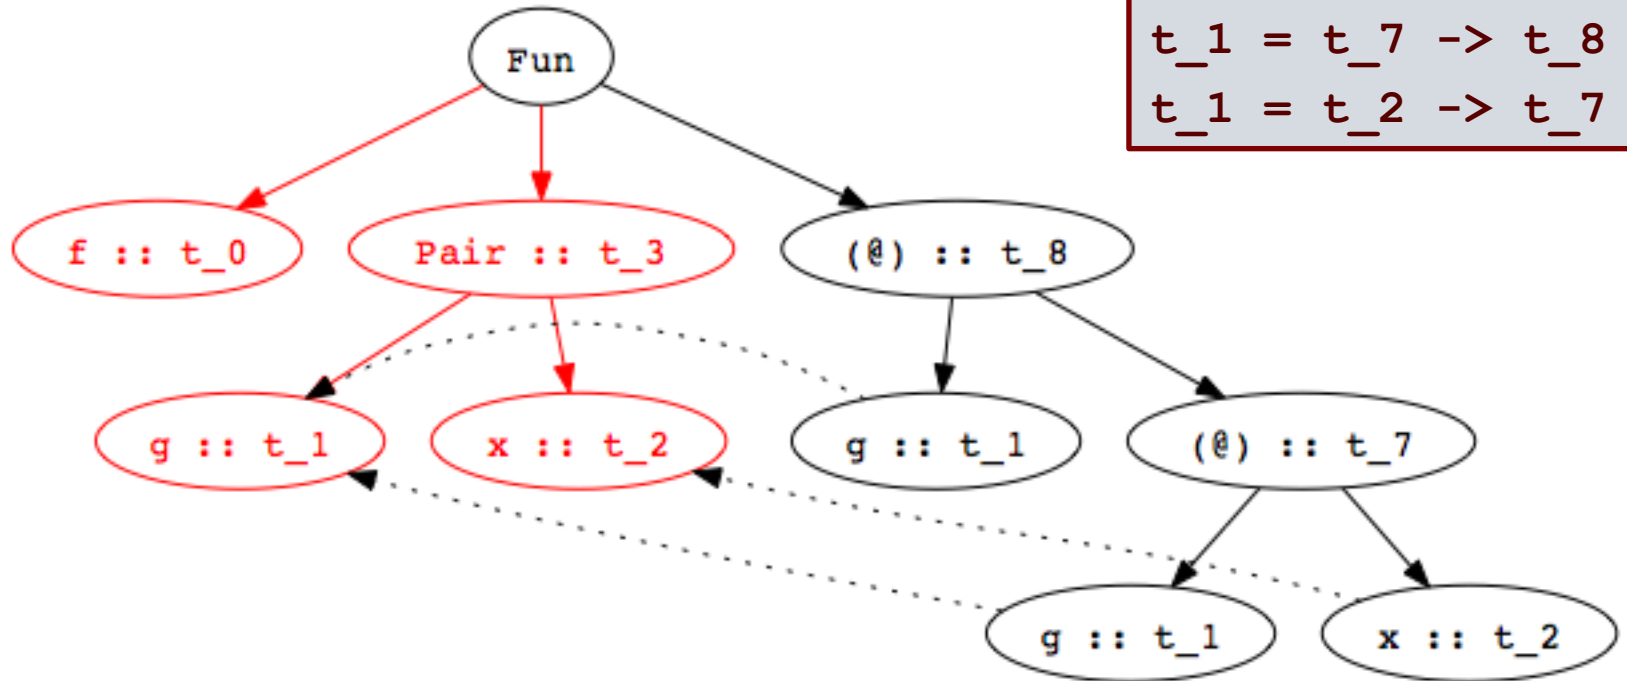 t_1 = t_7 -> t_8
t_1 = t_2 -> t_7
Fun
f :: t_0
Pair :: t_3
(@) :: t_8
g :: t_1
x :: t_2
g :: t_1
(@) :: t_7
g :: t_1
x :: t_2